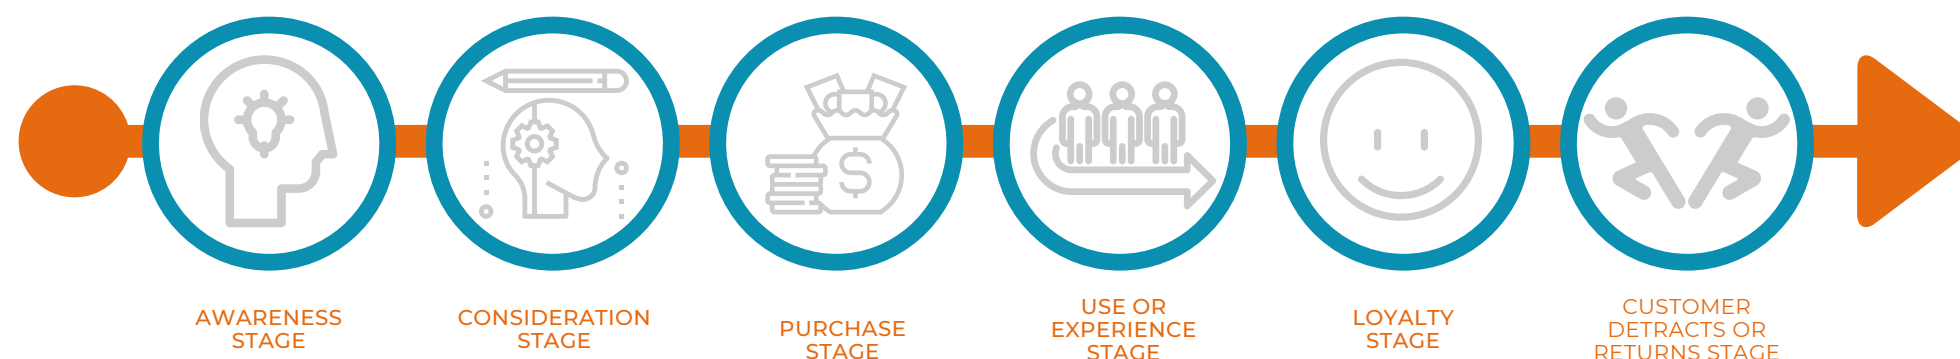 AWARENESS
STAGE
CONSIDERATION
STAGE
PURCHASE
STAGE
USE OR
EXPERIENCE
STAGE
LOYALTY
STAGE
CUSTOMER
DETRACTS OR
RETURNS STAGE
$